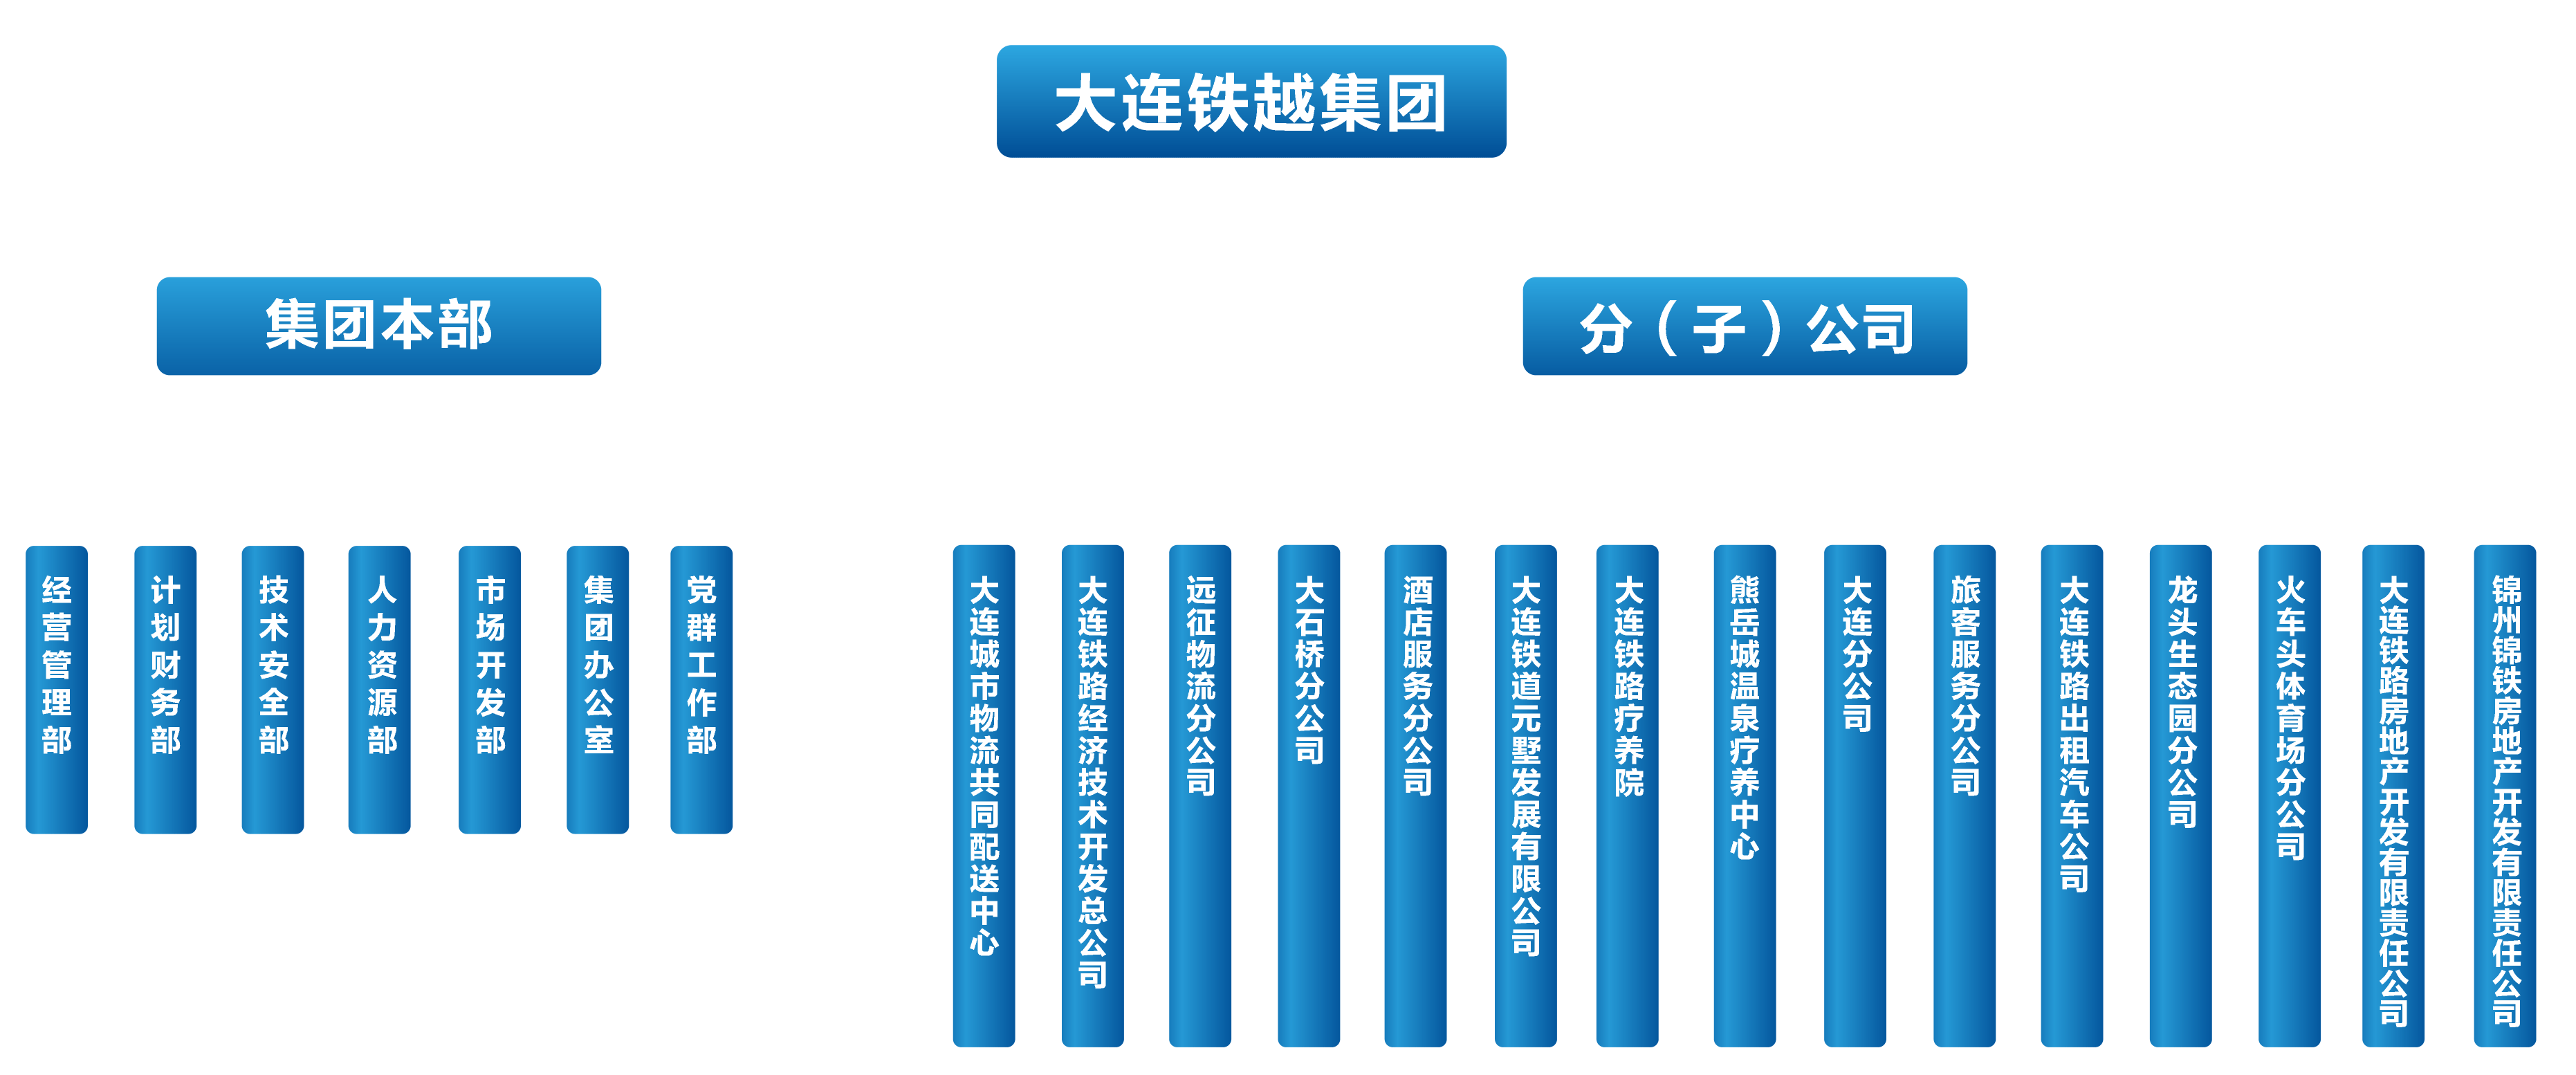 大连铁越集团
集团本部
分（子）公司
经营管理部
计划财务部
技术安全部
人力资源部
市场开发部
集团办公室
党群工作部
大连城市物流共同配送中心
大连铁路经济技术开发总公司
远征物流分公司
大石桥分公司
酒店服务分公司
大连铁道元墅发展有限公司
大连铁路疗养院
熊岳城温泉疗养中心
大连分公司
旅客服务分公司
大连铁路出租汽车公司
龙头生态园分公司
火车头体育场分公司
大连铁路房地产开发有限责任公司
锦州锦铁房地产开发有限责任公司